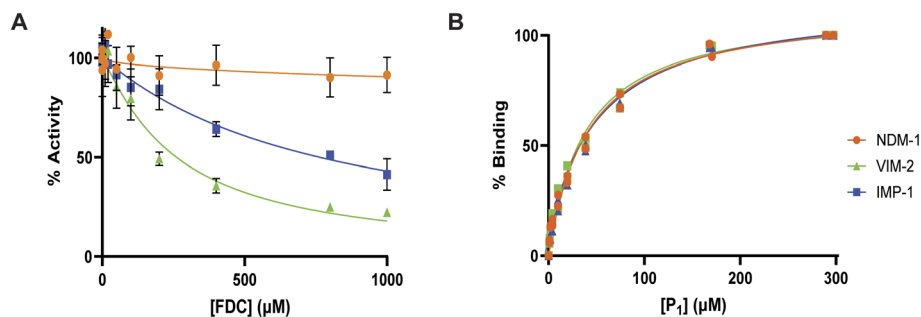 A
% Activity
100
50
0
0
500
1000
[FDC] (µM)
B
% Binding
100
50
0
0
100
200
300
[P₁] (µM)
NDM-1
VIM-2
IMP-1